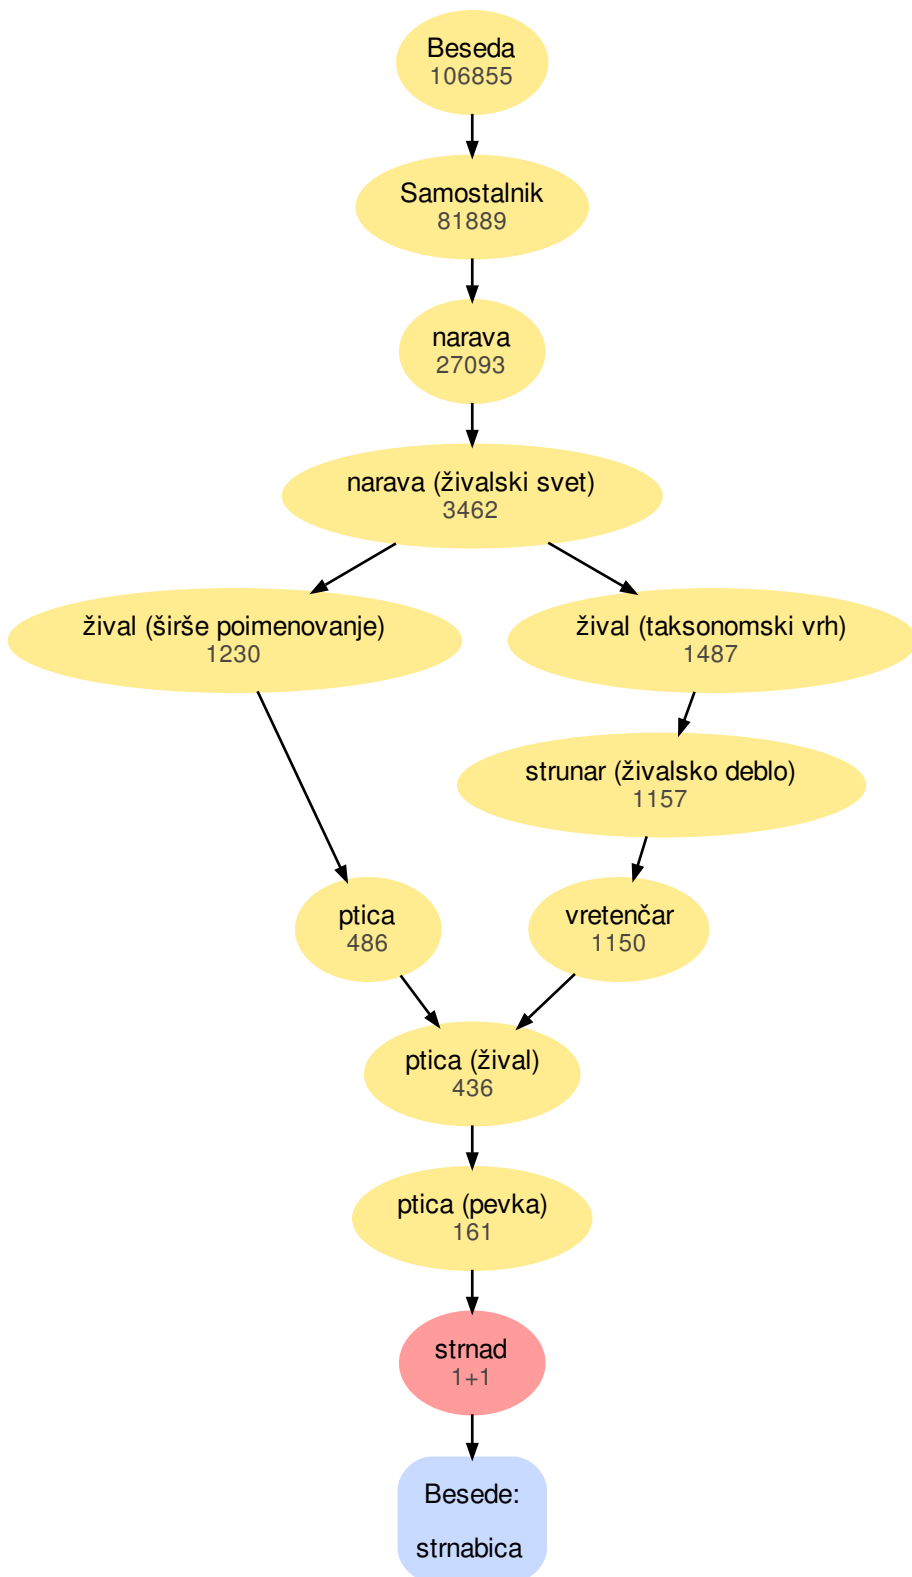 Beseda
106855
Samostalnik
81889
narava
27093
narava (živalski svet)
3462
žival (širše poimenovanje)
1230
žival (taksonomski vrh)
1487
strunar (živalsko deblo)
1157
ptica
486
vretenčar
1150
ptica (žival)
436
ptica (pevka)
161
strnad
1+1
Besede:
strnabica